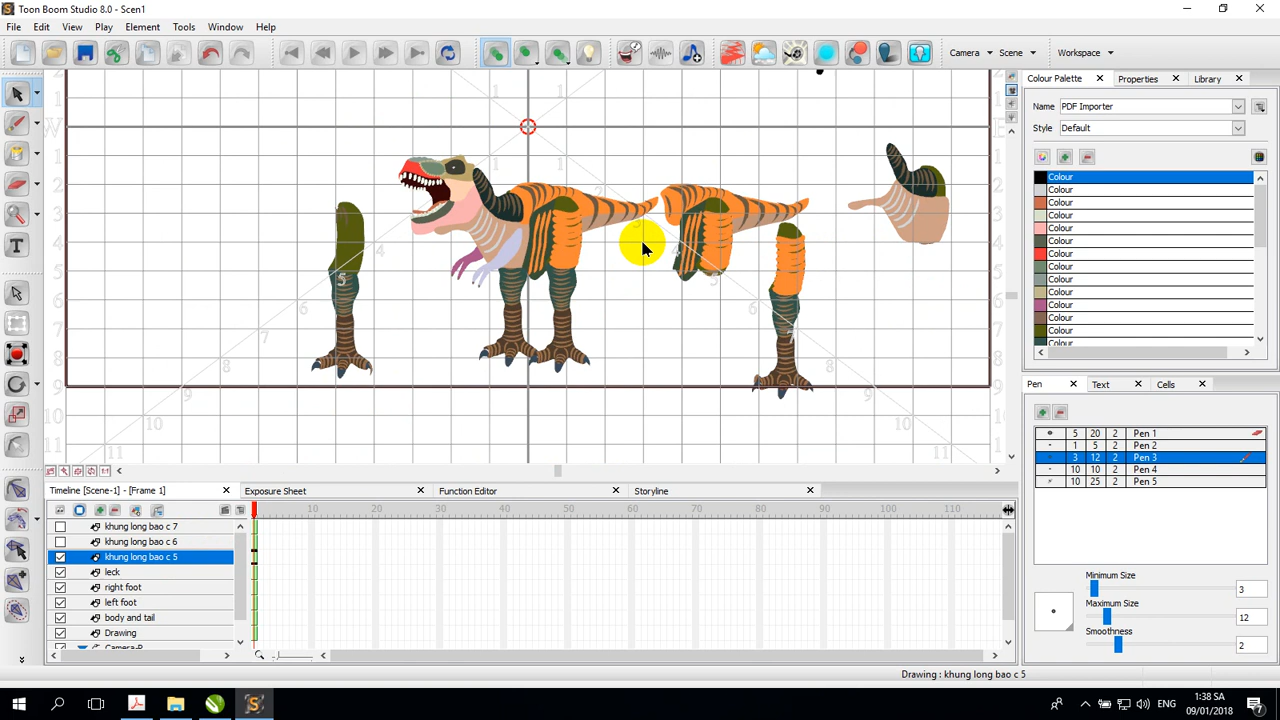 Toon Boom Studio 8.0 - Scen1
File Edit View Play Element Tools Window Help
Camera Scene Workspace
Colour Palette Properties Library
Name PDF Importer
Style Default
Colour
Colour
Colour
Colour
Colour
Colour
Colour
Colour
Colour
Colour
Colour
Colour
Colour
Colour
Pen Text Cells
5 20 2 Pen 1
1 5 2 Pen 2
3 12 2 Pen 3
10 10 2 Pen 4
10 25 2 Pen 5
Minimum Size
3
Maximum Size
12
Smoothness
2
Timeline [Scene-1] - [Frame 1] Exposure Sheet Function Editor Storyline
10 20 30 40 50 60 70 80 90 100 110
khung long bao c 7
khung long bao c 6
khung long bao c 5
leck
right foot
left foot
body and tail
Drawing
Camera-P
Drawing : khung long bao c 5
ENG
1:38 SA
09/01/2018